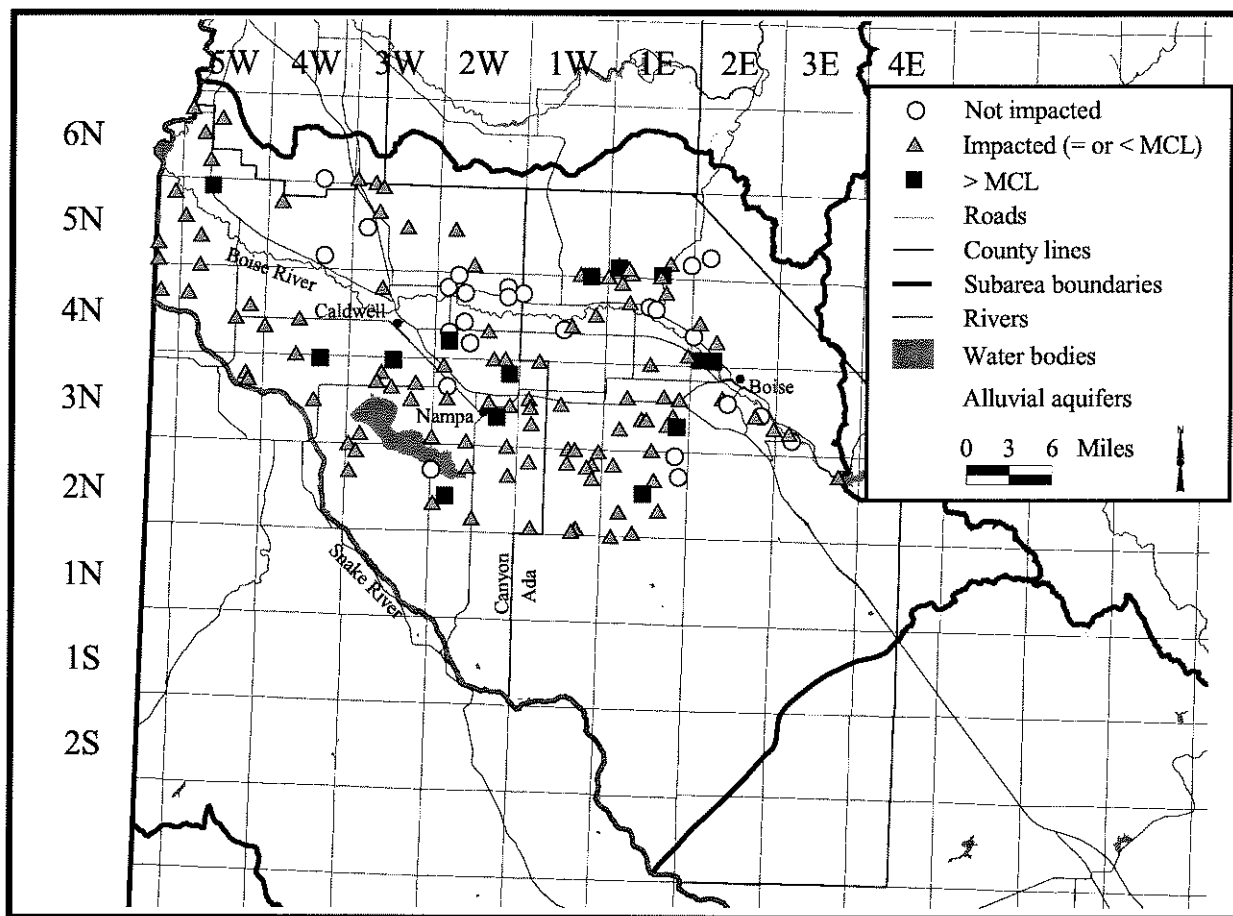 5W 4W 3W 2W 1W 1E 2E 3E 4E
6N
5N
4N
3N
2N
1N
1S
2S
Boise River
Caldwell
Nampa
Boise
Snake River
Canyon
Ada
Not impacted
Impacted (= or < MCL)
> MCL
Roads
County lines
Subarea boundaries
Rivers
Water bodies
Alluvial aquifers
0 3 6 Miles
N